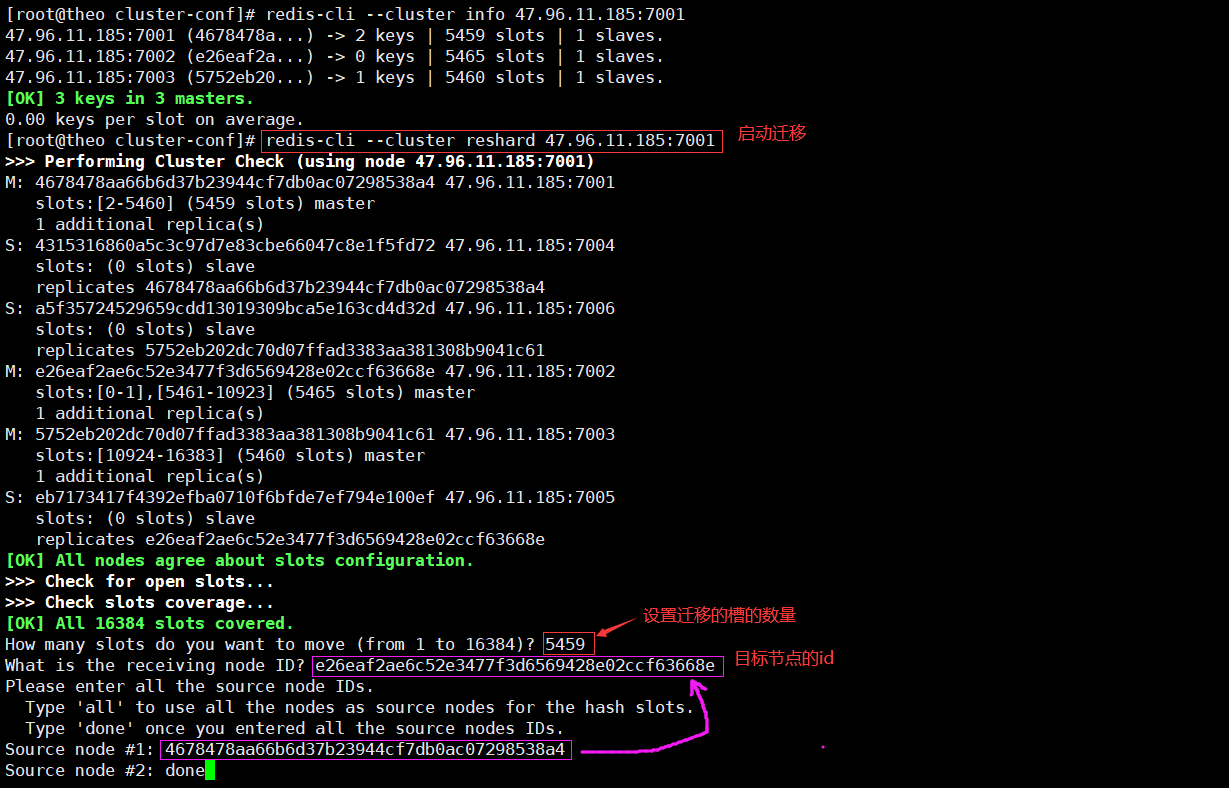 [root@theo cluster-conf]# redis-cli --cluster info 47.96.11.185:7001
47.96.11.185:7001 (4678478a...) -> 2 keys | 5459 slots | 1 slaves.
47.96.11.185:7002 (e26eaf2a...) -> 0 keys | 5465 slots | 1 slaves.
47.96.11.185:7003 (5752eb20...) -> 1 keys | 5460 slots | 1 slaves.
[OK] 3 keys in 3 masters.
0.00 keys per slot on average.
[root@theo cluster-conf]# redis-cli --cluster reshard 47.96.11.185:7001 启动迁移
>>> Performing Cluster Check (using node 47.96.11.185:7001)
M: 4678478aa66b6d37b23944cf7db0ac07298538a4 47.96.11.185:7001
   slots:[2-5460] (5459 slots) master
   1 additional replica(s)
S: 4315316860a5c3c97d7e83cbe66047c8e1f5fd72 47.96.11.185:7004
   slots: (0 slots) slave
   replicates 4678478aa66b6d37b23944cf7db0ac07298538a4
S: a5f35724529659cdd13019309bca5e163cd4d32d 47.96.11.185:7006
   slots: (0 slots) slave
   replicates 5752eb202dc70d07ffad3383aa381308b9041c61
M: e26eaf2ae6c52e3477f3d6569428e02ccf63668e 47.96.11.185:7002
   slots:[0-1],[5461-10923] (5465 slots) master
   1 additional replica(s)
M: 5752eb202dc70d07ffad3383aa381308b9041c61 47.96.11.185:7003
   slots:[10924-16383] (5460 slots) master
   1 additional replica(s)
S: eb7173417f4392efba0710f6bfde7ef794e100ef 47.96.11.185:7005
   slots: (0 slots) slave
   replicates e26eaf2ae6c52e3477f3d6569428e02ccf63668e
[OK] All nodes agree about slots configuration.
>>> Check for open slots...
>>> Check slots coverage...
[OK] All 16384 slots covered.
设置迁移的槽的数量
How many slots do you want to move (from 1 to 16384)? 5459
What is the receiving node ID? e26eaf2ae6c52e3477f3d6569428e02ccf63668e 目标节点的id
Please enter all the source node IDs.
  Type 'all' to use all the nodes as source nodes for the hash slots.
  Type 'done' once you entered all the source nodes IDs.
Source node #1: 4678478aa66b6d37b23944cf7db0ac07298538a4
Source node #2: done